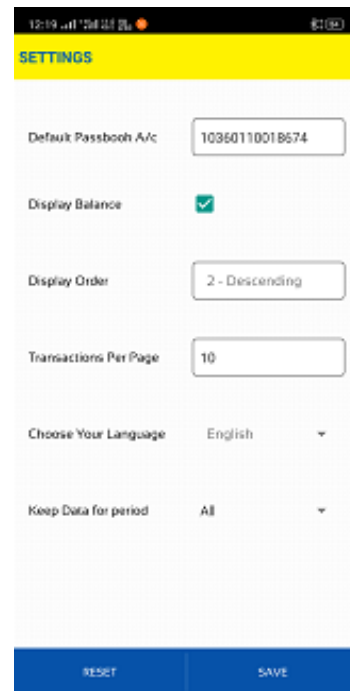 12:19
SETTINGS
Default Passbook A/c 10360110018674
Display Balance
Display Order 2 - Descending
Transactions Per Page 10
Choose Your Language English
Keep Data for period All
RESET SAVE